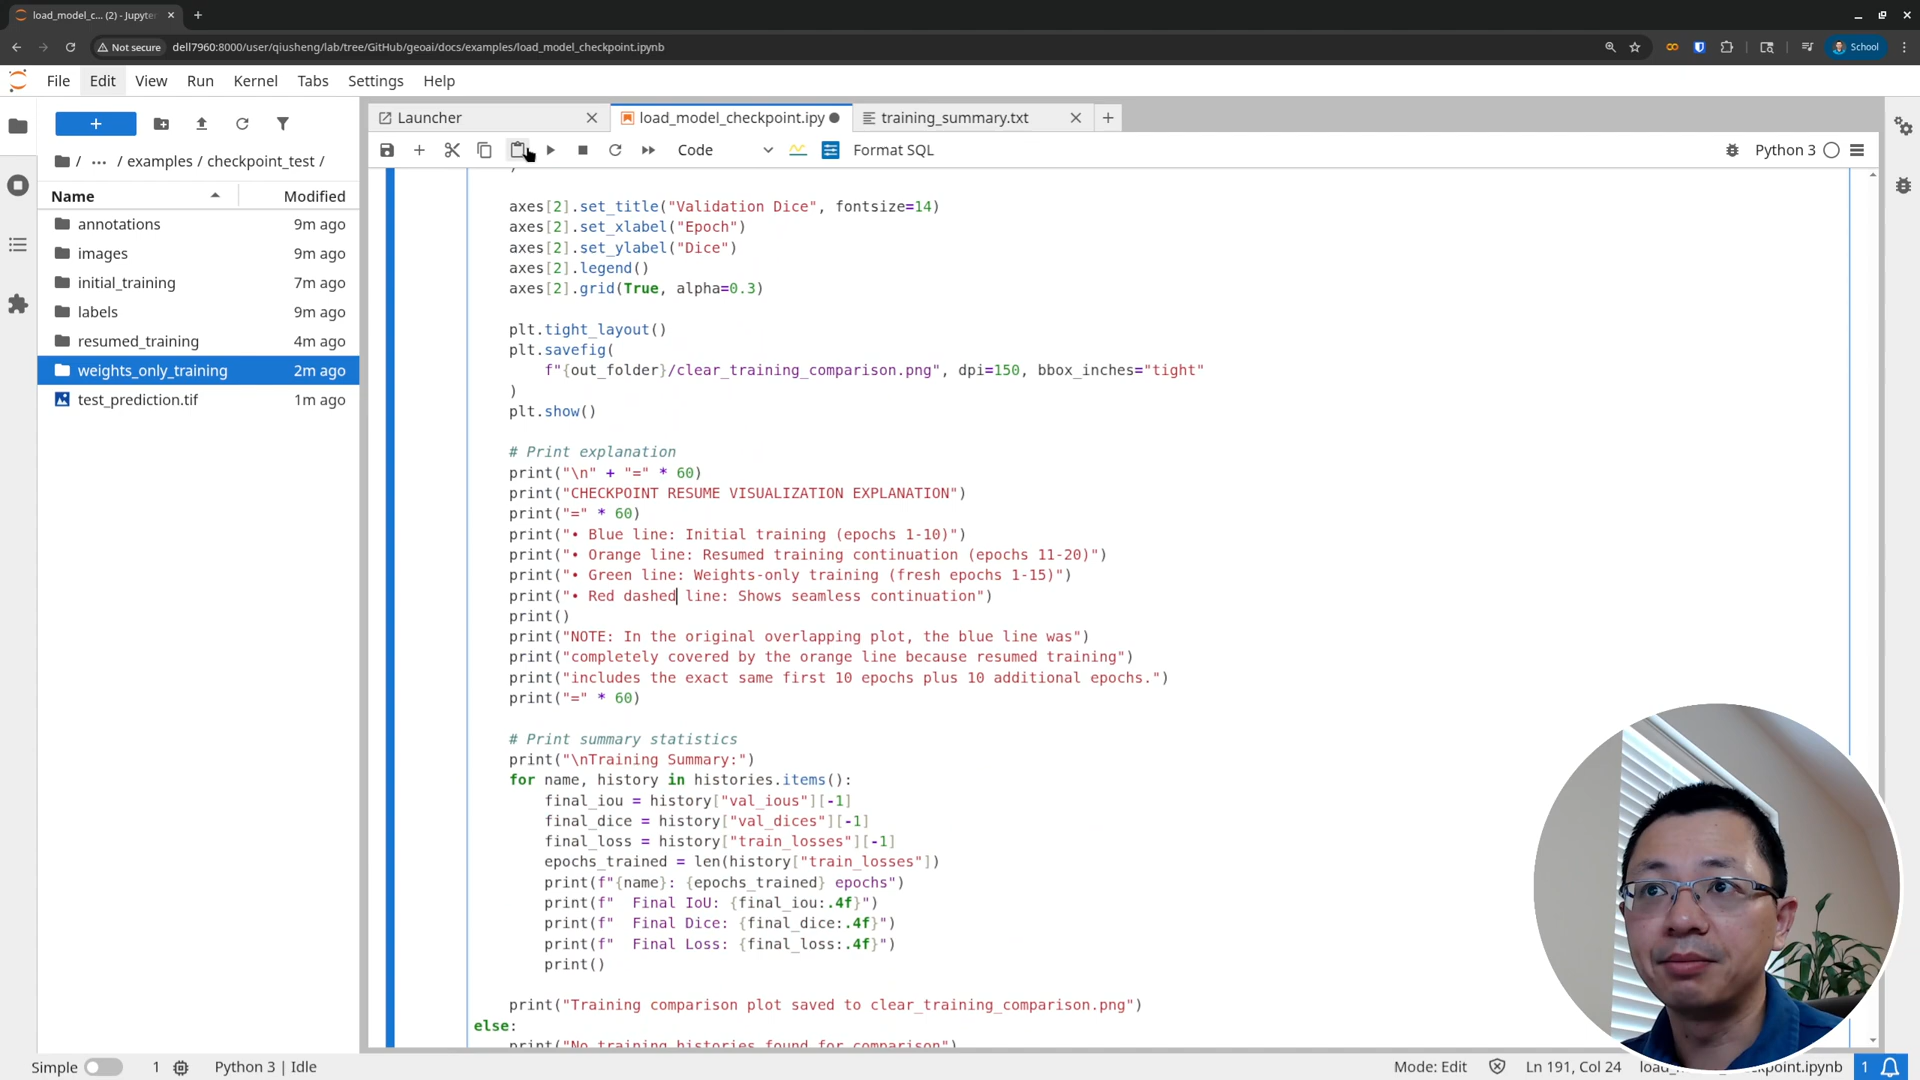 load_model_c... (2) - Jupyter
Not secure
dell7960:8000/user/qiusheng/lab/tree/GitHub/geoai/docs/examples/load_model_checkpoint.ipynb
School
File Edit View Run Kernel Tabs Settings Help
Launcher
load_model_checkpoint.ipy
training_summary.txt
/ ... / examples / checkpoint_test /
Code
Format SQL
Python 3
Name Modified
annotations 9m ago
images 9m ago
initial_training 7m ago
labels 9m ago
resumed_training 4m ago
weights_only_training 2m ago
test_prediction.tif 1m ago
)
axes[2].set_title("Validation Dice", fontsize=14)
axes[2].set_xlabel("Epoch")
axes[2].set_ylabel("Dice")
axes[2].legend()
axes[2].grid(True, alpha=0.3)
plt.tight_layout()
plt.savefig(
f"{out_folder}/clear_training_comparison.png", dpi=150, bbox_inches="tight"
)
plt.show()
# Print explanation
print("\n" + "=" * 60)
print("CHECKPOINT RESUME VISUALIZATION EXPLANATION")
print("=" * 60)
print("• Blue line: Initial training (epochs 1-10)")
print("• Orange line: Resumed training continuation (epochs 11-20)")
print("• Green line: Weights-only training (fresh epochs 1-15)")
print("• Red dashed line: Shows seamless continuation")
print()
print("NOTE: In the original overlapping plot, the blue line was")
print("completely covered by the orange line because resumed training")
print("includes the exact same first 10 epochs plus 10 additional epochs.")
print("=" * 60)
# Print summary statistics
print("\nTraining Summary:")
for name, history in histories.items():
final_iou = history["val_ious"][-1]
final_dice = history["val_dices"][-1]
final_loss = history["train_losses"][-1]
epochs_trained = len(history["train_losses"])
print(f"{name}: {epochs_trained} epochs")
print(f"  Final IoU: {final_iou:.4f}")
print(f"  Final Dice: {final_dice:.4f}")
print(f"  Final Loss: {final_loss:.4f}")
print()
print("Training comparison plot saved to clear_training_comparison.png")
else:
print("No training histories found for comparison")
Simple 1 Python 3 | Idle
Mode: Edit Ln 191, Col 24
1